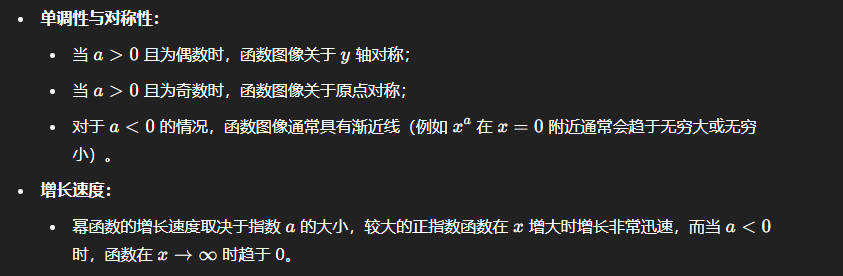 单调性与对称性：
当 a > 0 且为偶数时，函数图像关于 y 轴对称；
当 a > 0 且为奇数时，函数图像关于原点对称；
对于 a < 0 的情况，函数图像通常具有渐近线（例如 xᵃ 在 x = 0 附近通常会趋于无穷大或无穷
小）。
增长速度：
幂函数的增长速度取决于指数 a 的大小，较大的正指数函数在 x 增大时增长非常迅速，而当 a < 0
时，函数在 x → ∞ 时趋于 0。